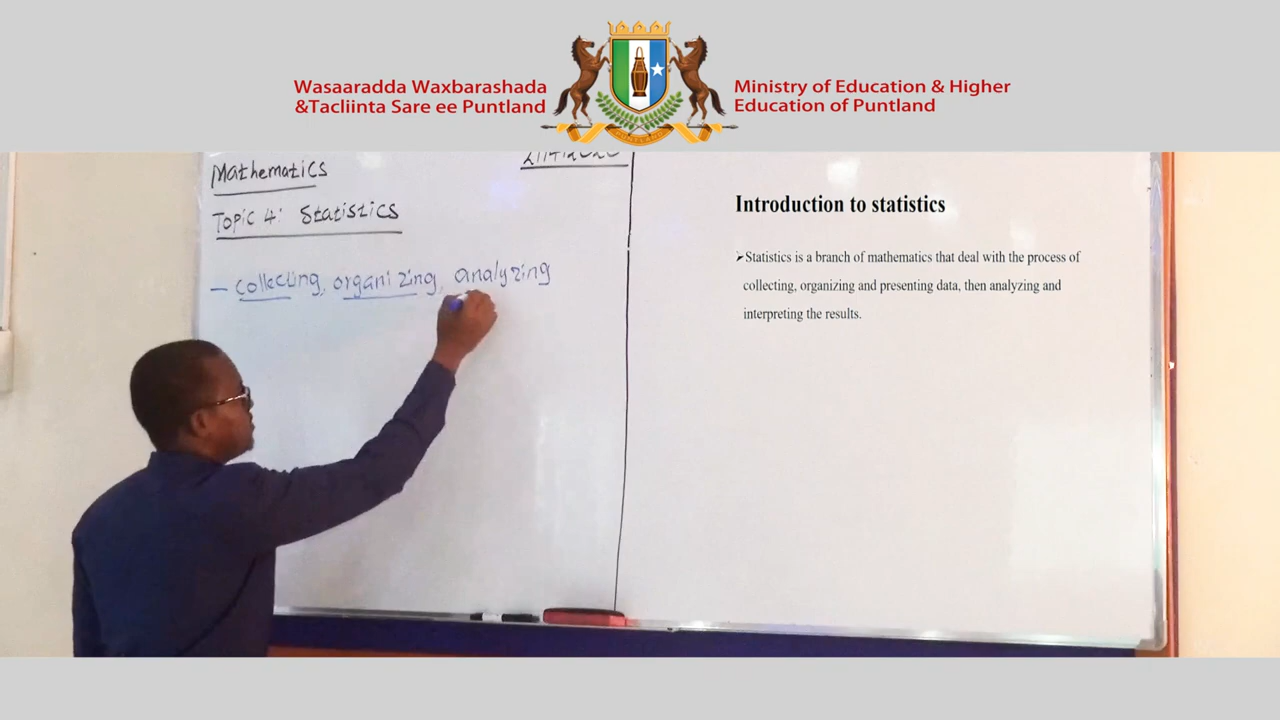 Wasaaradda Waxbarashada
&Tacliinta Sare ee Puntland
Ministry of Education & Higher
Education of Puntland
Mathematics
Topic 4: Statistics
– collecting, organizing, analyzing
Introduction to statistics
➤Statistics is a branch of mathematics that deal with the process of
collecting, organizing and presenting data, then analyzing and
interpreting the results.